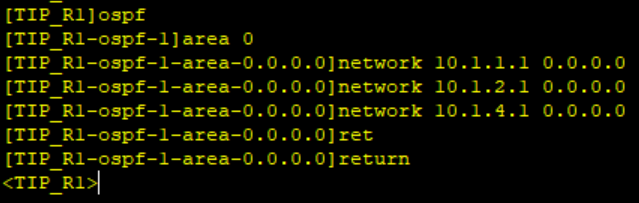 [TIP_R1]ospf
[TIP_R1-ospf-1]area 0
[TIP_R1-ospf-1-area-0.0.0.0]network 10.1.1.1 0.0.0.0
[TIP_R1-ospf-1-area-0.0.0.0]network 10.1.2.1 0.0.0.0
[TIP_R1-ospf-1-area-0.0.0.0]network 10.1.4.1 0.0.0.0
[TIP_R1-ospf-1-area-0.0.0.0]ret
[TIP_R1-ospf-1-area-0.0.0.0]return
<TIP_R1>